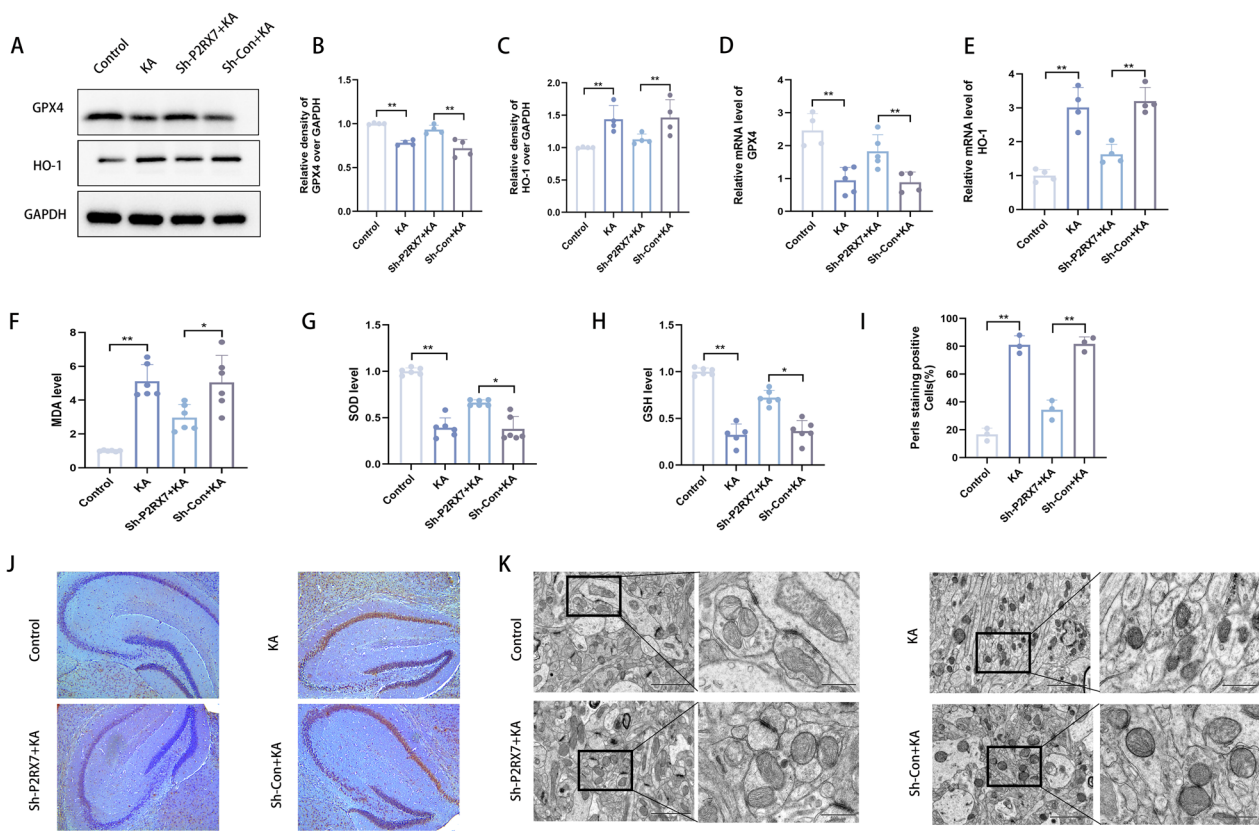 A
Control
KA
Sh-P2RX7+KA
Sh-Con+KA
GPX4
HO-1
GAPDH
B
Relative density of
GPX4 over GAPDH
1.5
1.0
0.5
0.0
**
**
Control
KA
Sh-P2RX7+KA
Sh-Con+KA
C
Relative density of
HO-1 over GAPDH
2.0
1.5
1.0
0.5
0.0
**
**
Control
KA
Sh-P2RX7+KA
Sh-Con+KA
D
Relative mRNA level of
GPX4
4
3
2
1
0
**
**
Control
KA
Sh-P2RX7+KA
Sh-Con+KA
E
Relative mRNA level of
HO-1
4
3
2
1
0
**
**
Control
KA
Sh-P2RX7+KA
Sh-Con+KA
F
MDA level
8
6
4
2
0
**
*
Control
KA
Sh-P2RX7+KA
Sh-Con+KA
G
SOD level
1.5
1.0
0.5
0.0
**
*
Control
KA
Sh-P2RX7+KA
Sh-Con+KA
H
GSH level
1.5
1.0
0.5
0.0
**
*
Control
KA
Sh-P2RX7+KA
Sh-Con+KA
I
Perls staining positive
Cells(%)
100
80
60
40
20
0
**
**
Control
KA
Sh-P2RX7+KA
Sh-Con+KA
J
Control
KA
Sh-P2RX7+KA
Sh-Con+KA
K
Control
KA
Sh-P2RX7+KA
Sh-Con+KA